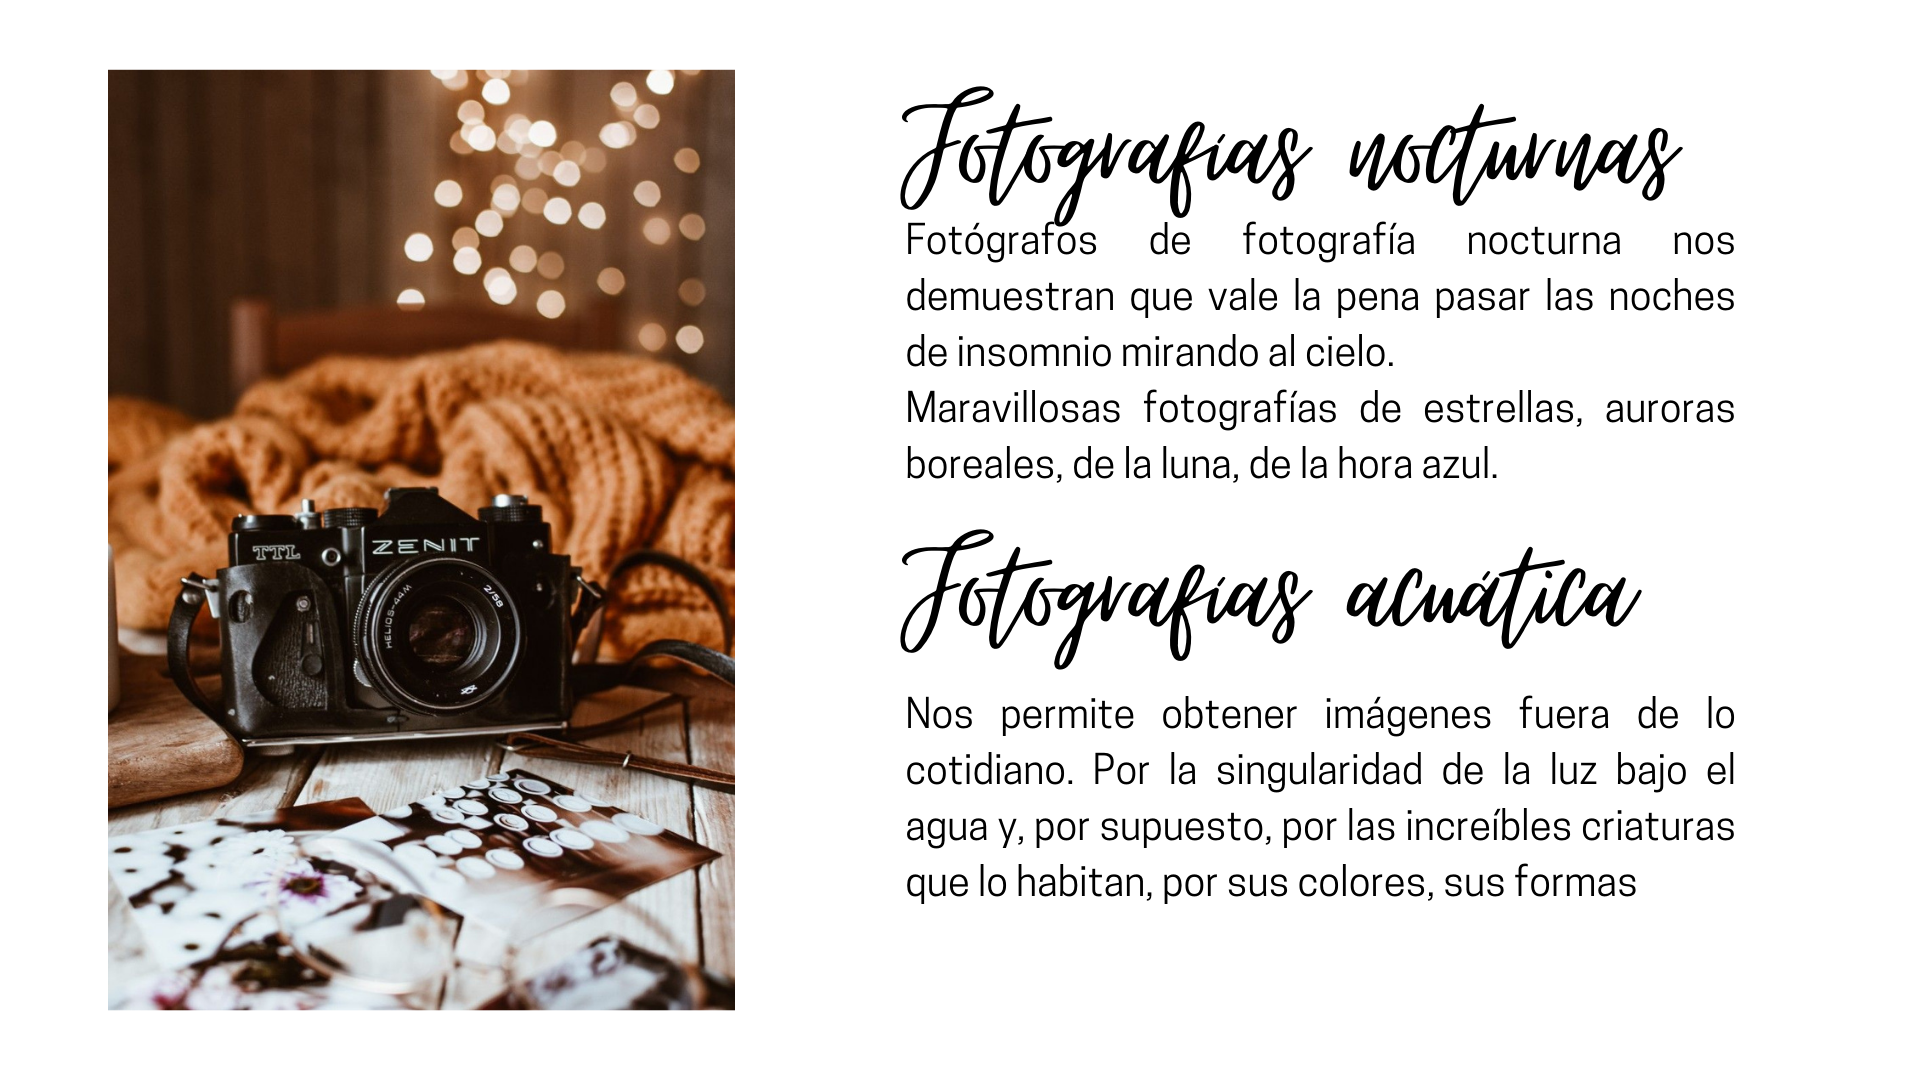 TTL
ZENIT
HELIOS-44M
2/58
Fotografías nocturnas
Fotógrafos de fotografía nocturna nos
demuestran que vale la pena pasar las noches
de insomnio mirando al cielo.
Maravillosas fotografías de estrellas, auroras
boreales, de la luna, de la hora azul.
Fotografías acuática
Nos permite obtener imágenes fuera de lo
cotidiano. Por la singularidad de la luz bajo el
agua y, por supuesto, por las increíbles criaturas
que lo habitan, por sus colores, sus formas